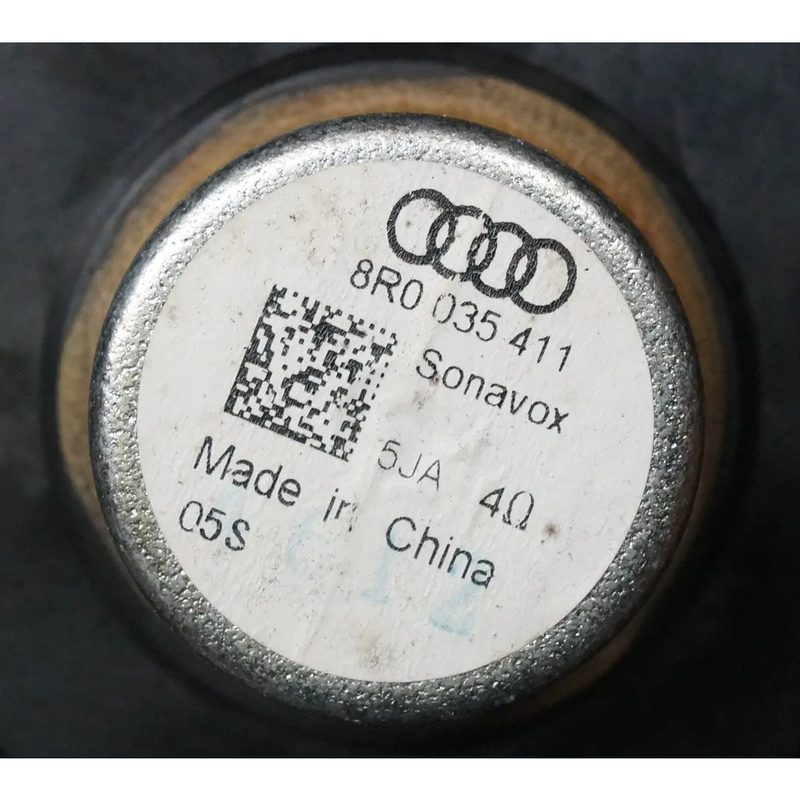 8R0 035 411
Sonavox
5JA 4Ω
Made in China
05S